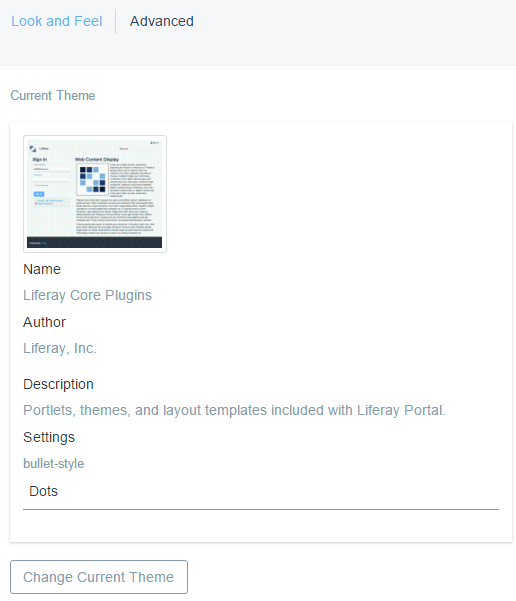 Look and Feel
Advanced
Current Theme
Sign In
Web Content Display
Name
Liferay Core Plugins
Author
Liferay, Inc.
Description
Portlets, themes, and layout templates included with Liferay Portal.
Settings
bullet-style
Dots
Change Current Theme